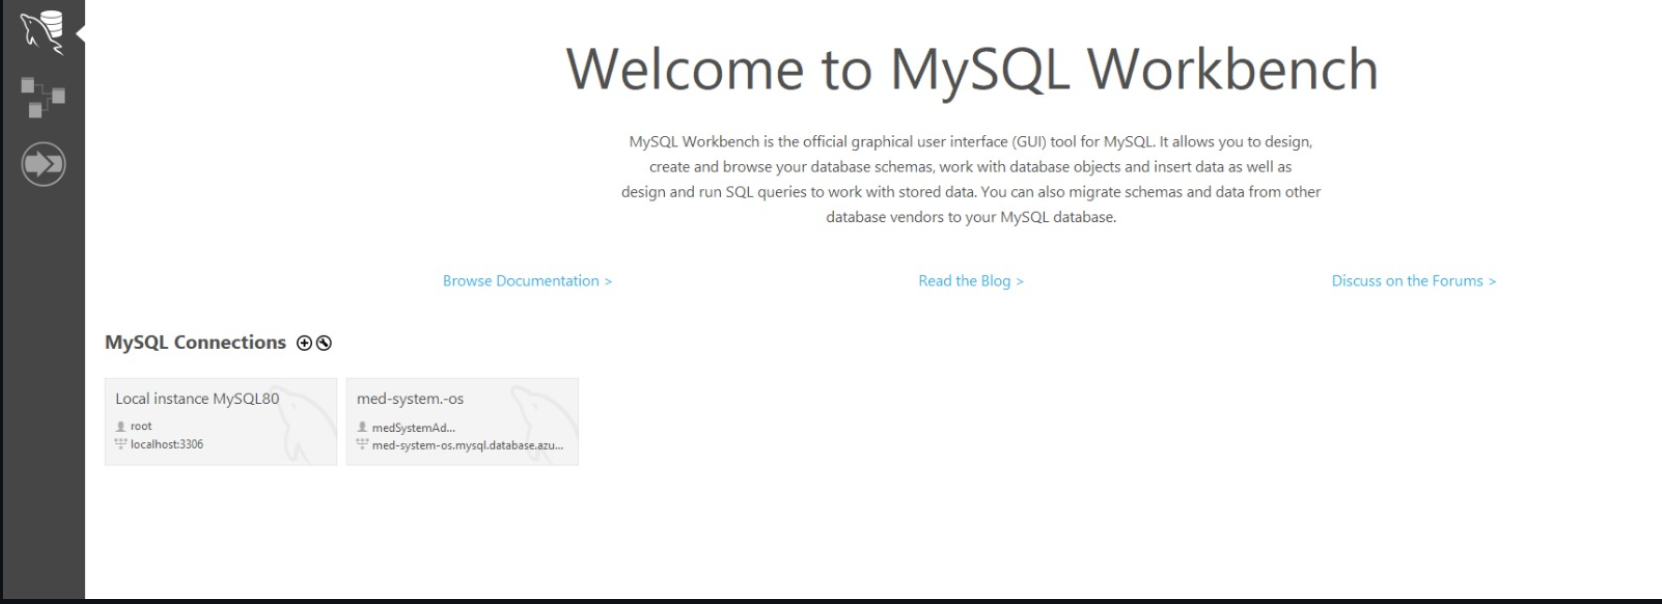 Welcome to MySQL Workbench
MySQL Workbench is the official graphical user interface (GUI) tool for MySQL. It allows you to design,
create and browse your database schemas, work with database objects and insert data as well as
design and run SQL queries to work with stored data. You can also migrate schemas and data from other
database vendors to your MySQL database.
Browse Documentation >
Read the Blog >
Discuss on the Forums >
MySQL Connections
Local instance MySQL80
root
localhost:3306
med-system.-os
medSystemAd...
med-system-os.mysql.database.azu...